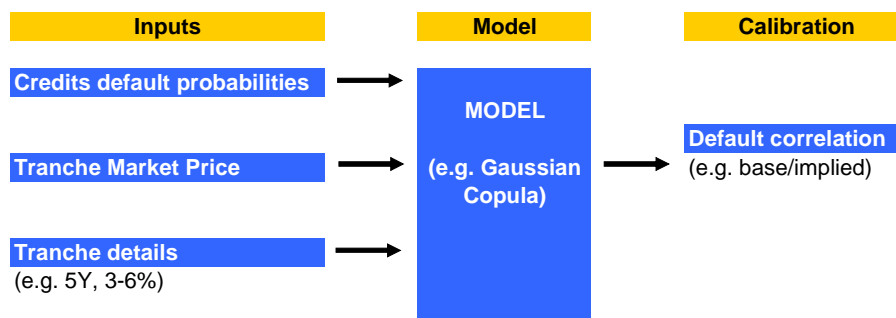 Inputs
Model
Calibration
Credits default probabilities
MODEL
(e.g. Gaussian
Copula)
Default correlation
(e.g. base/implied)
Tranche Market Price
Tranche details
(e.g. 5Y, 3-6%)